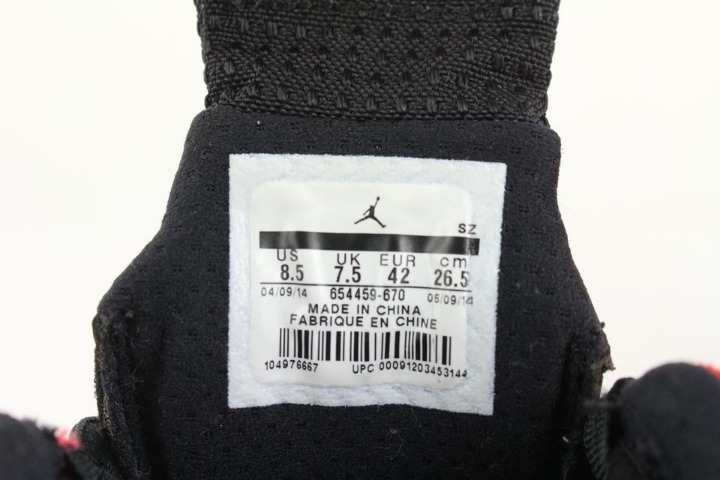 SZ
US UK EUR cm
8.5 7.5 42 26.5
04/09/14 654459-670 05/09/14
MADE IN CHINA
FABRIQUE EN CHINE
104976667 UPC 00091203453144